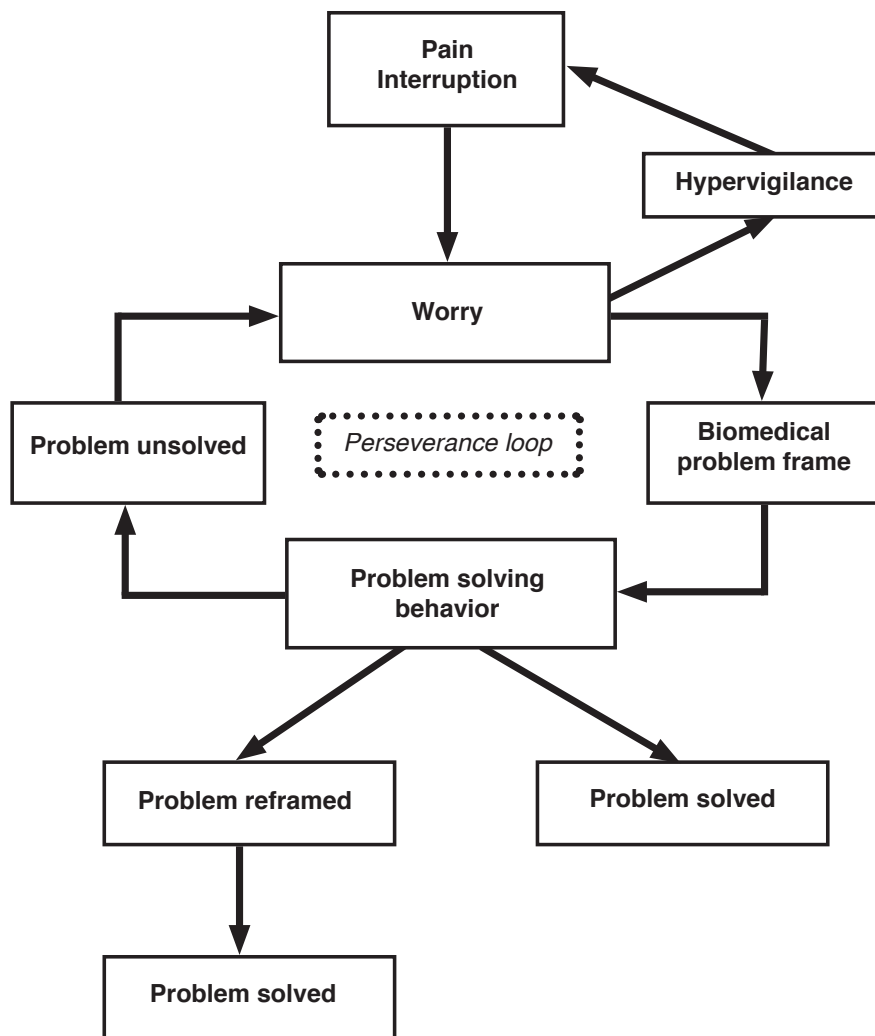 Pain
Interruption
Hypervigilance
Worry
Problem unsolved
Perseverance loop
Biomedical
problem frame
Problem solving
behavior
Problem reframed
Problem solved
Problem solved